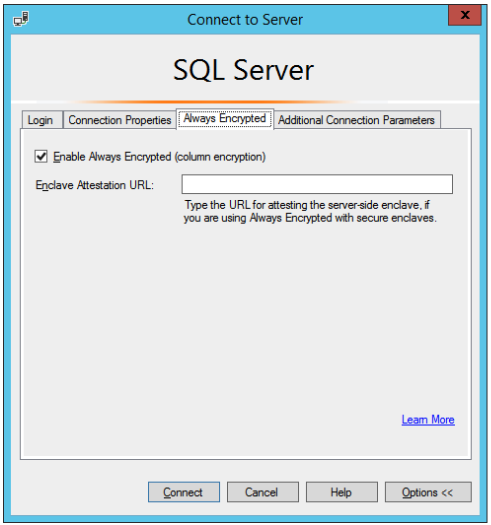 Connect to Server
x
SQL Server
Login
Connection Properties
Always Encrypted
Additional Connection Parameters
Enable Always Encrypted (column encryption)
Enclave Attestation URL:
Type the URL for attesting the server-side enclave, if
you are using Always Encrypted with secure enclaves.
Learn More
Connect
Cancel
Help
Options <<